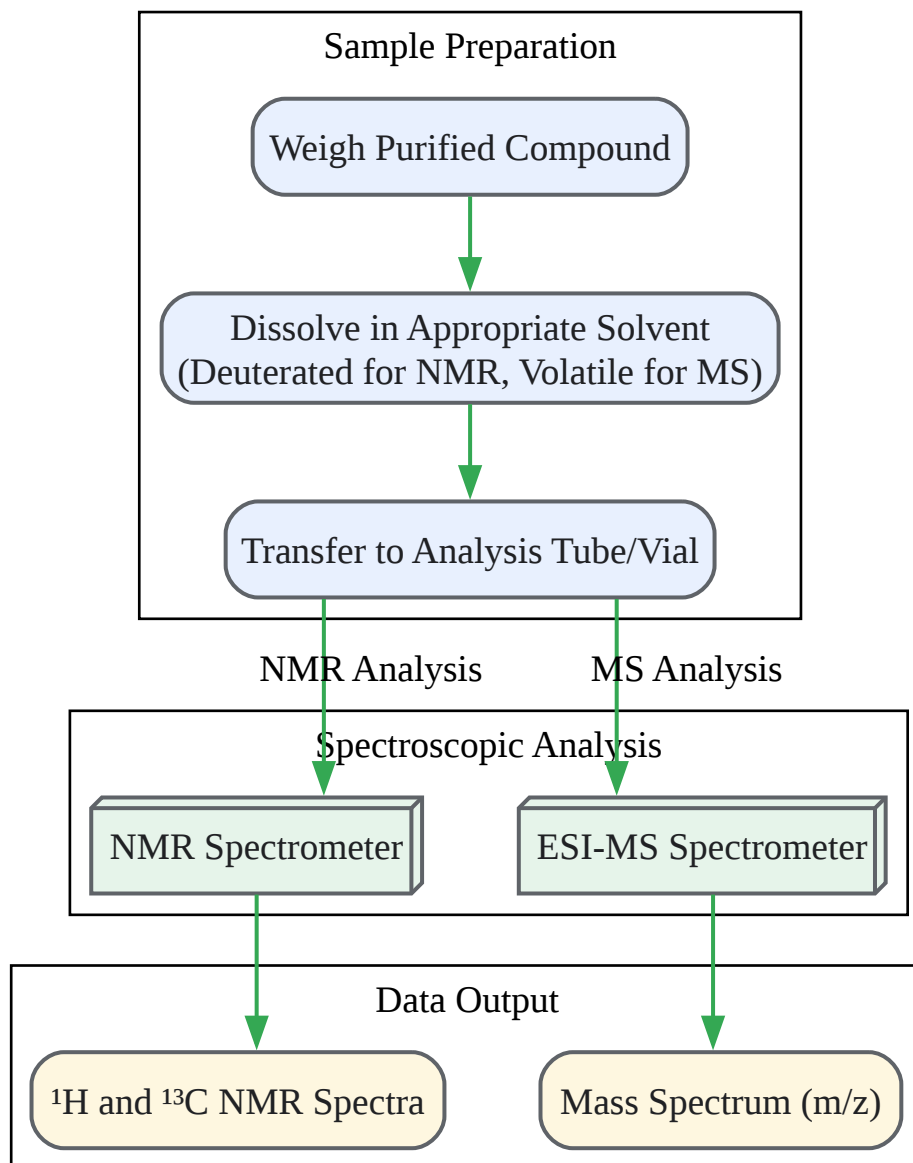 Sample Preparation
Weigh Purified Compound
Dissolve in Appropriate Solvent
(Deuterated for NMR, Volatile for MS)
Transfer to Analysis Tube/Vial
NMR Analysis
MS Analysis
Spectroscopic Analysis
NMR Spectrometer
ESI-MS Spectrometer
Data Output
¹H and ¹³C NMR Spectra
Mass Spectrum (m/z)